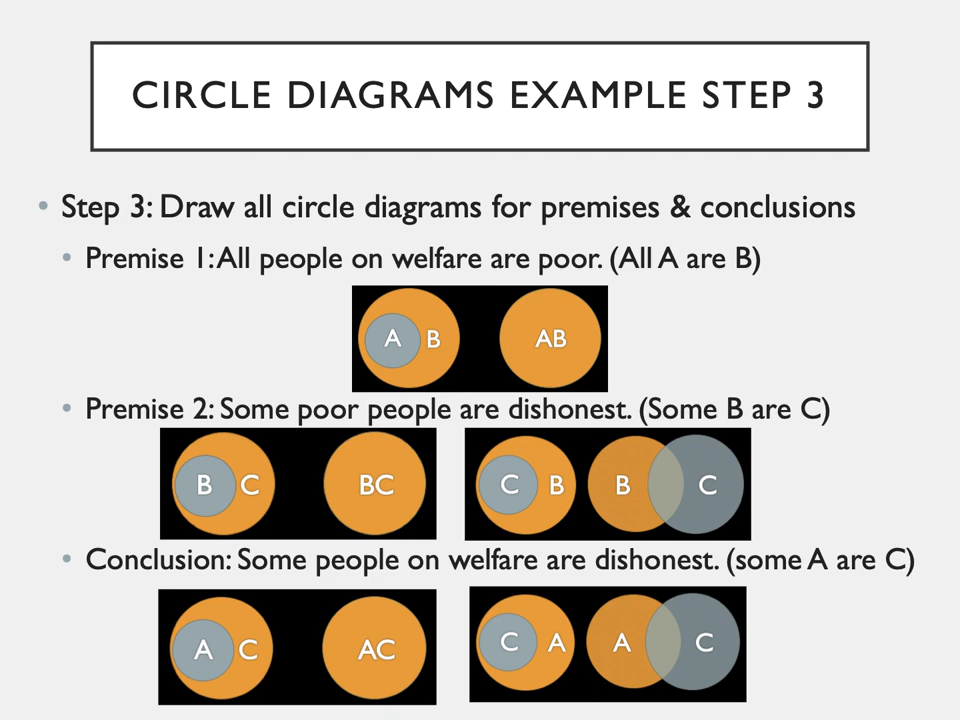 CIRCLE DIAGRAMS EXAMPLE STEP 3
• Step 3: Draw all circle diagrams for premises & conclusions
• Premise 1: All people on welfare are poor. (All A are B)
A B AB
• Premise 2: Some poor people are dishonest. (Some B are C)
B C BC C B B C
• Conclusion: Some people on welfare are dishonest. (some A are C)
A C AC C A A C